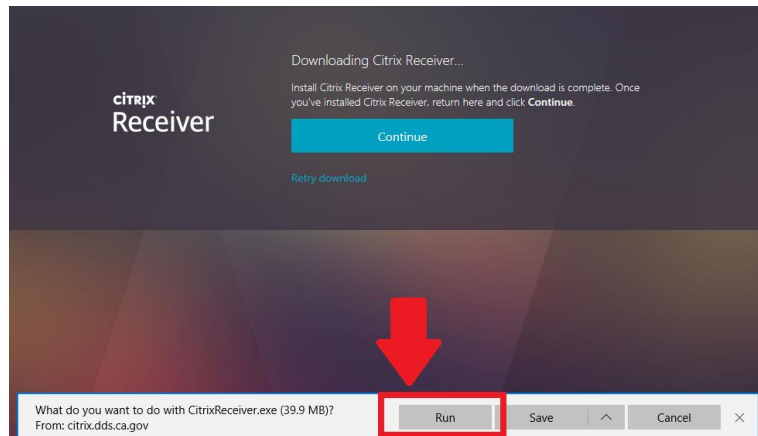 Downloading Citrix Receiver...
Install Citrix Receiver on your machine when the download is complete. Once
you've installed Citrix Receiver, return here and click Continue.
CİTRIX
Receiver
Continue
Retry download
What do you want to do with CitrixReceiver.exe (39.9 MB)?
From: citrix.dds.ca.gov
Run
Save
Cancel